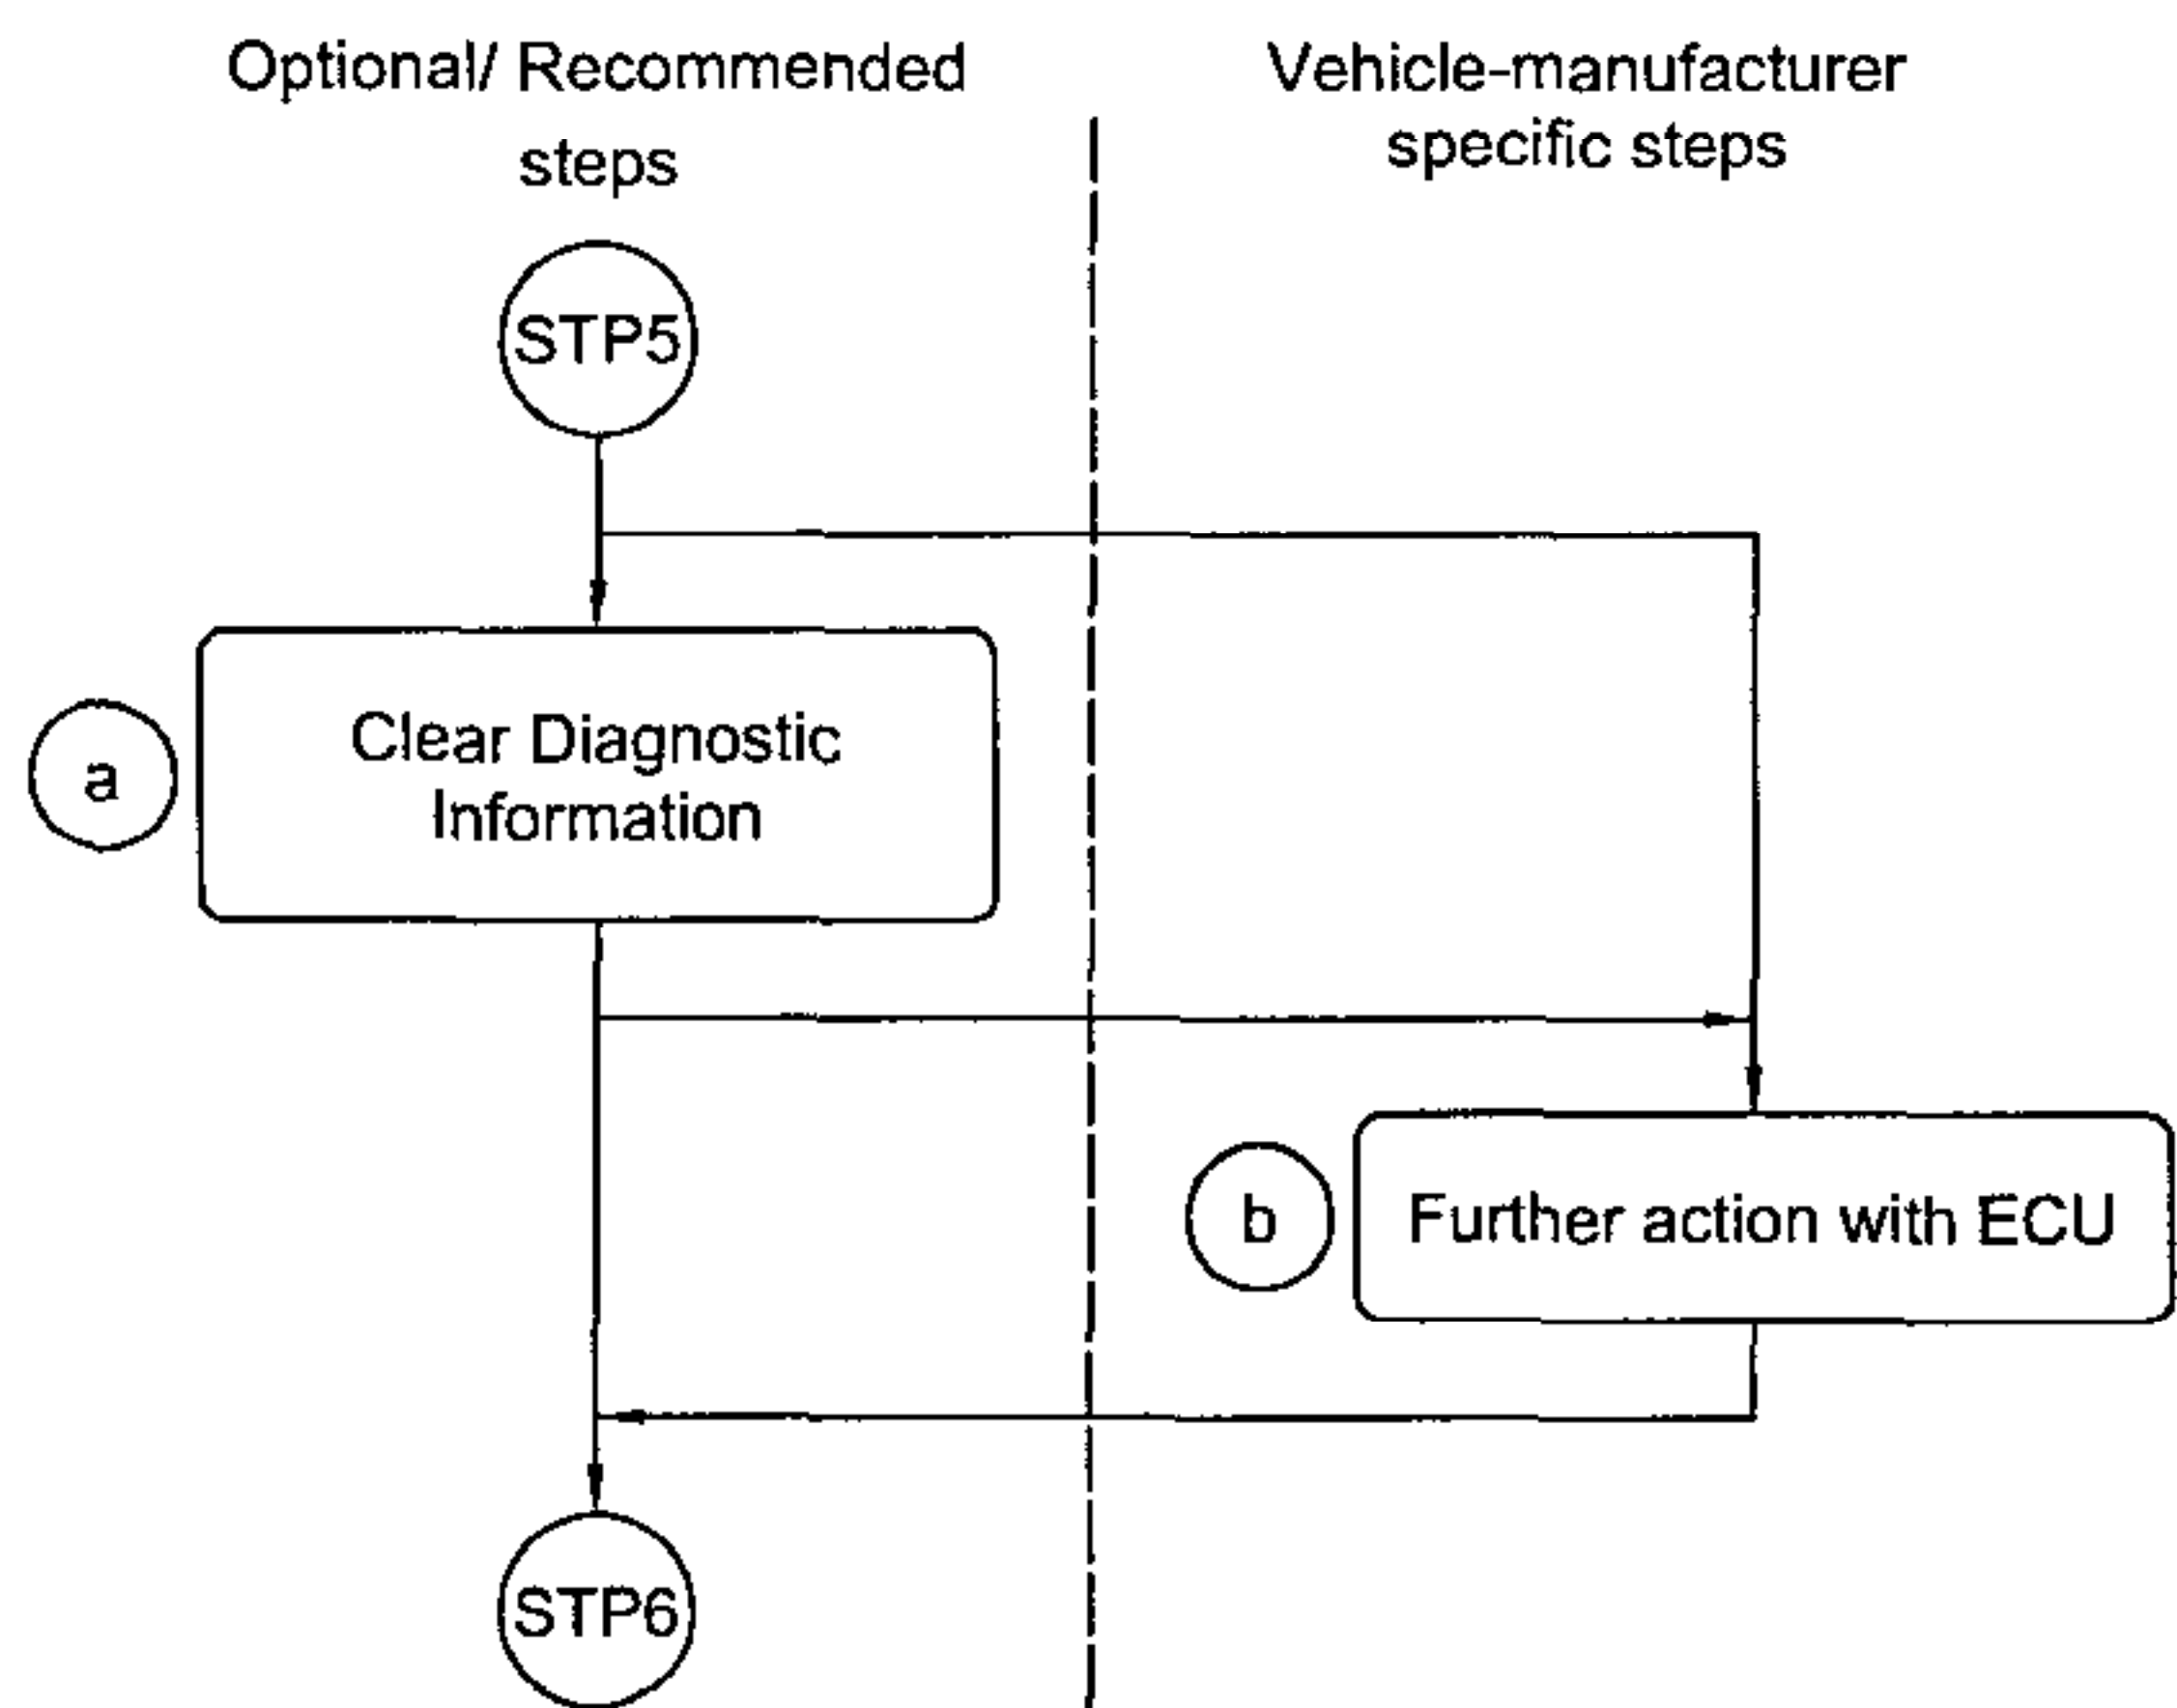 Optional/ Recommended
steps
Vehicle-manufacturer
specific steps
STP5
a
Clear Diagnostic
Information
b
Further action with ECU
STP6